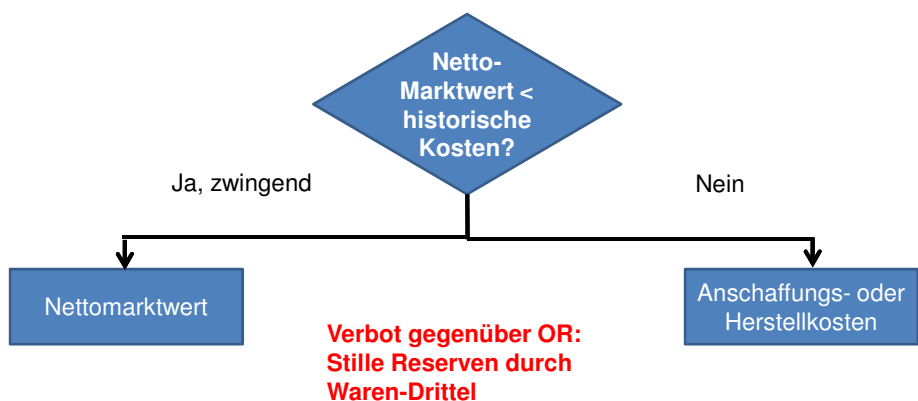 Netto-
Marktwert <
historische
Kosten?
Ja, zwingend
Nein
Nettomarktwert
Anschaffungs- oder
Herstellkosten
Verbot gegenüber OR:
Stille Reserven durch
Waren-Drittel